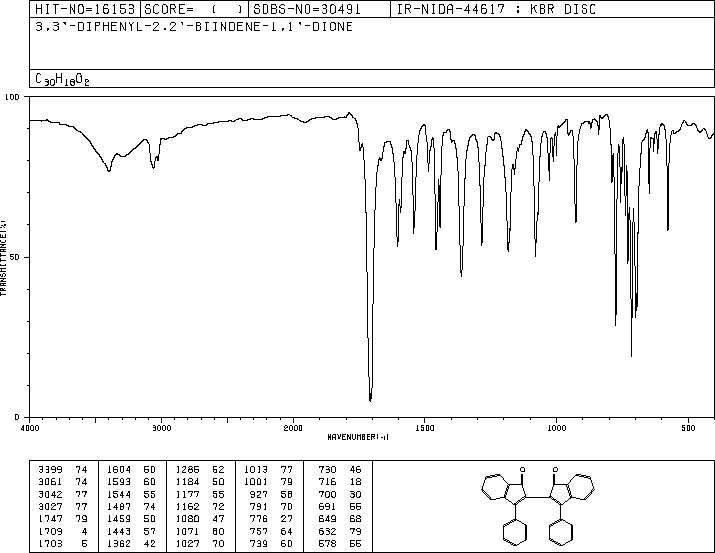 HIT-NO=16153 SCORE= ( ) SDBS-NO=30491 IR-NIDA-44617 : KBR DISC
3,3'-DIPHENYL-2,2'-BIINDENE-1,1'-DIONE
C30H18O2
100
50
0
TRANSMITTANCE(%)
4000 3000 2000 1500 1000 500
WAVENUMBER(-1)
3399 74 1604 50 1286 52 1013 77 730 46
3061 74 1593 60 1184 50 1001 79 716 18
3042 77 1544 55 1177 55 927 58 700 30
3027 77 1487 74 1162 72 791 70 691 55
1747 79 1459 50 1080 47 776 27 649 68
1709 4 1443 57 1071 60 757 64 632 79
1703 5 1362 42 1027 70 739 60 578 55
O O